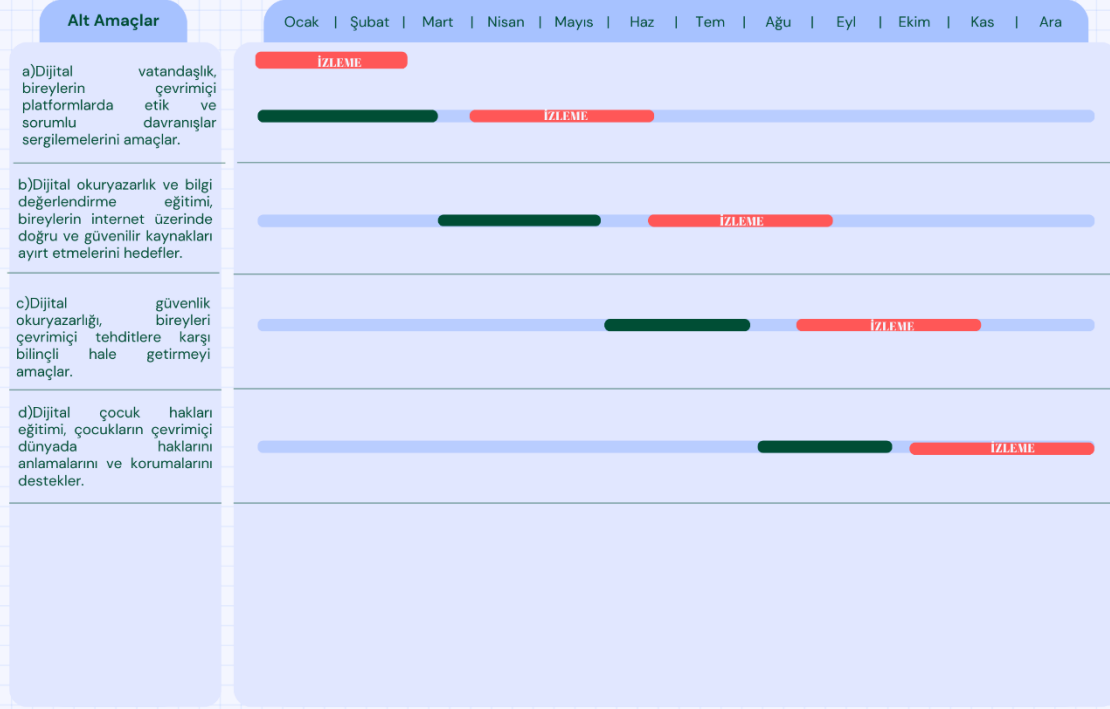 Alt Amaçlar
Ocak | Şubat | Mart | Nisan | Mayıs | Haz | Tem | Ağu | Eyl | Ekim | Kas | Ara
İZLEME
a)Dijital vatandaşlık,
bireylerin çevrimiçi
platformlarda etik ve
sorumlu davranışlar
sergilemelerini amaçlar.
İZLEME
b)Dijital okuryazarlık ve bilgi
değerlendirme eğitimi,
bireylerin internet üzerinde
doğru ve güvenilir kaynakları
ayırt etmelerini hedefler.
İZLEME
c)Dijital güvenlik
okuryazarlığı, bireyleri
çevrimiçi tehditlere karşı
bilinçli hale getirmeyi
amaçlar.
İZLEME
d)Dijital çocuk hakları
eğitimi, çocukların çevrimiçi
dünyada haklarını
anlamalarını ve korumalarını
destekler.
İZLEME